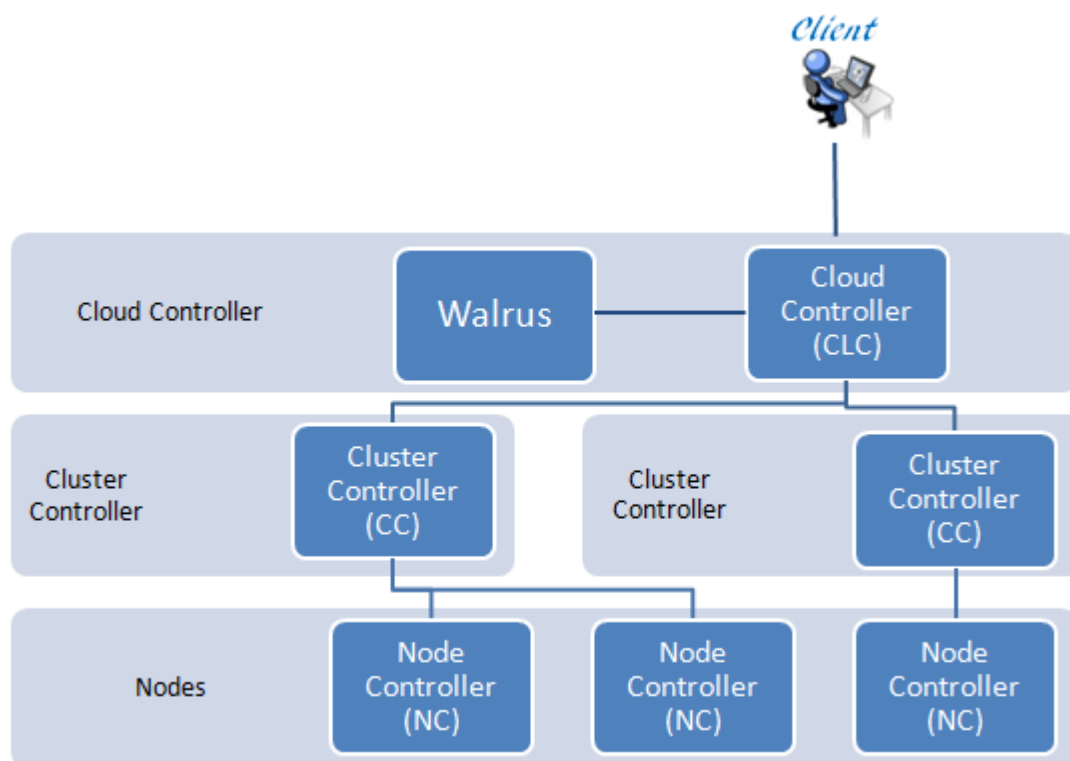 Client
Cloud Controller
Walrus
Cloud
Controller
(CLC)
Cluster
Controller
Cluster
Controller
(CC)
Cluster
Controller
Cluster
Controller
(CC)
Nodes
Node
Controller
(NC)
Node
Controller
(NC)
Node
Controller
(NC)